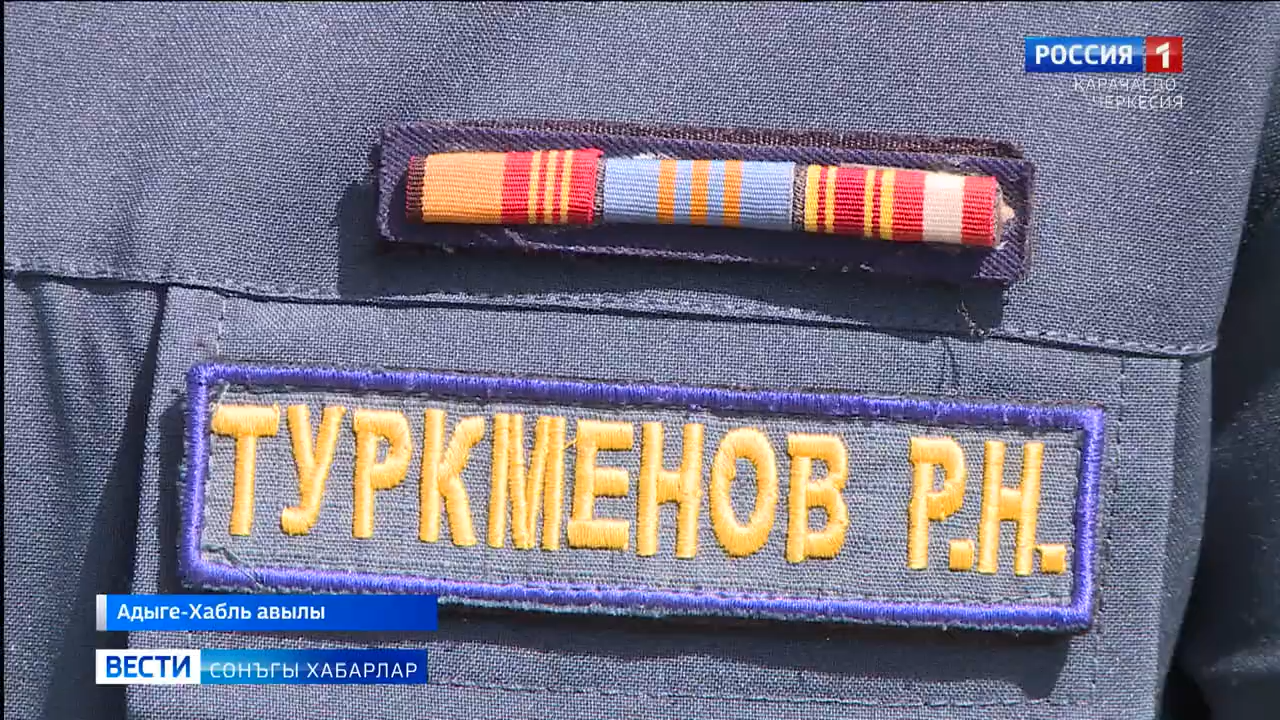 РОССИЯ 1
КАРАЧАЕВО-
ЧЕРКЕСИЯ
ТУРКМЕНОВ Р.Н.
Адыге-Хабль авылы
ВЕСТИ СОНЪГЫ ХАБАРЛАР